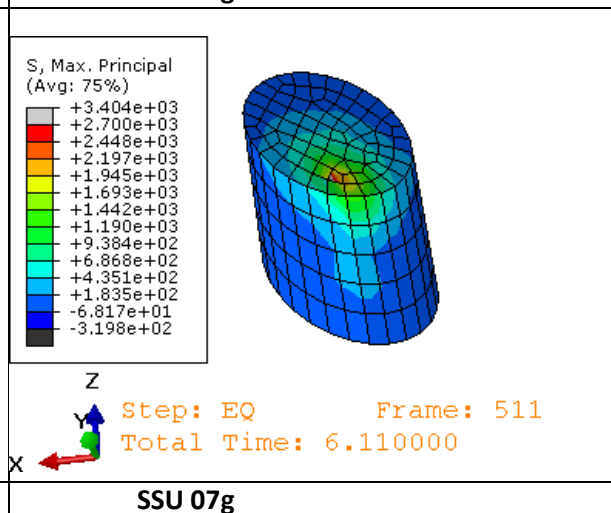 g
S, Max. Principal
(Avg: 75%)
+3.404e+03
+2.700e+03
+2.448e+03
+2.197e+03
+1.945e+03
+1.693e+03
+1.442e+03
+1.190e+03
+9.384e+02
+6.868e+02
+4.351e+02
+1.835e+02
-6.817e+01
-3.198e+02
Z
Y
X
Step: EQ Frame: 511
Total Time: 6.110000
SSU 07g